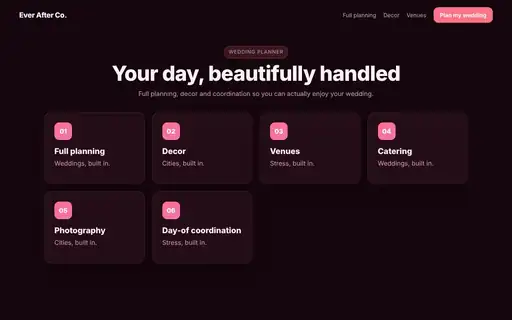 Ever After Co.
Full planning
Decor
Venues
Plan my wedding
WEDDING PLANNER
Your day, beautifully handled
Full planning, decor and coordination so you can actually enjoy your wedding.
01
Full planning
Weddings, built in.
02
Decor
Cities, built in.
03
Venues
Stress, built in.
04
Catering
Weddings, built in.
05
Photography
Cities, built in.
06
Day-of coordination
Stress, built in.